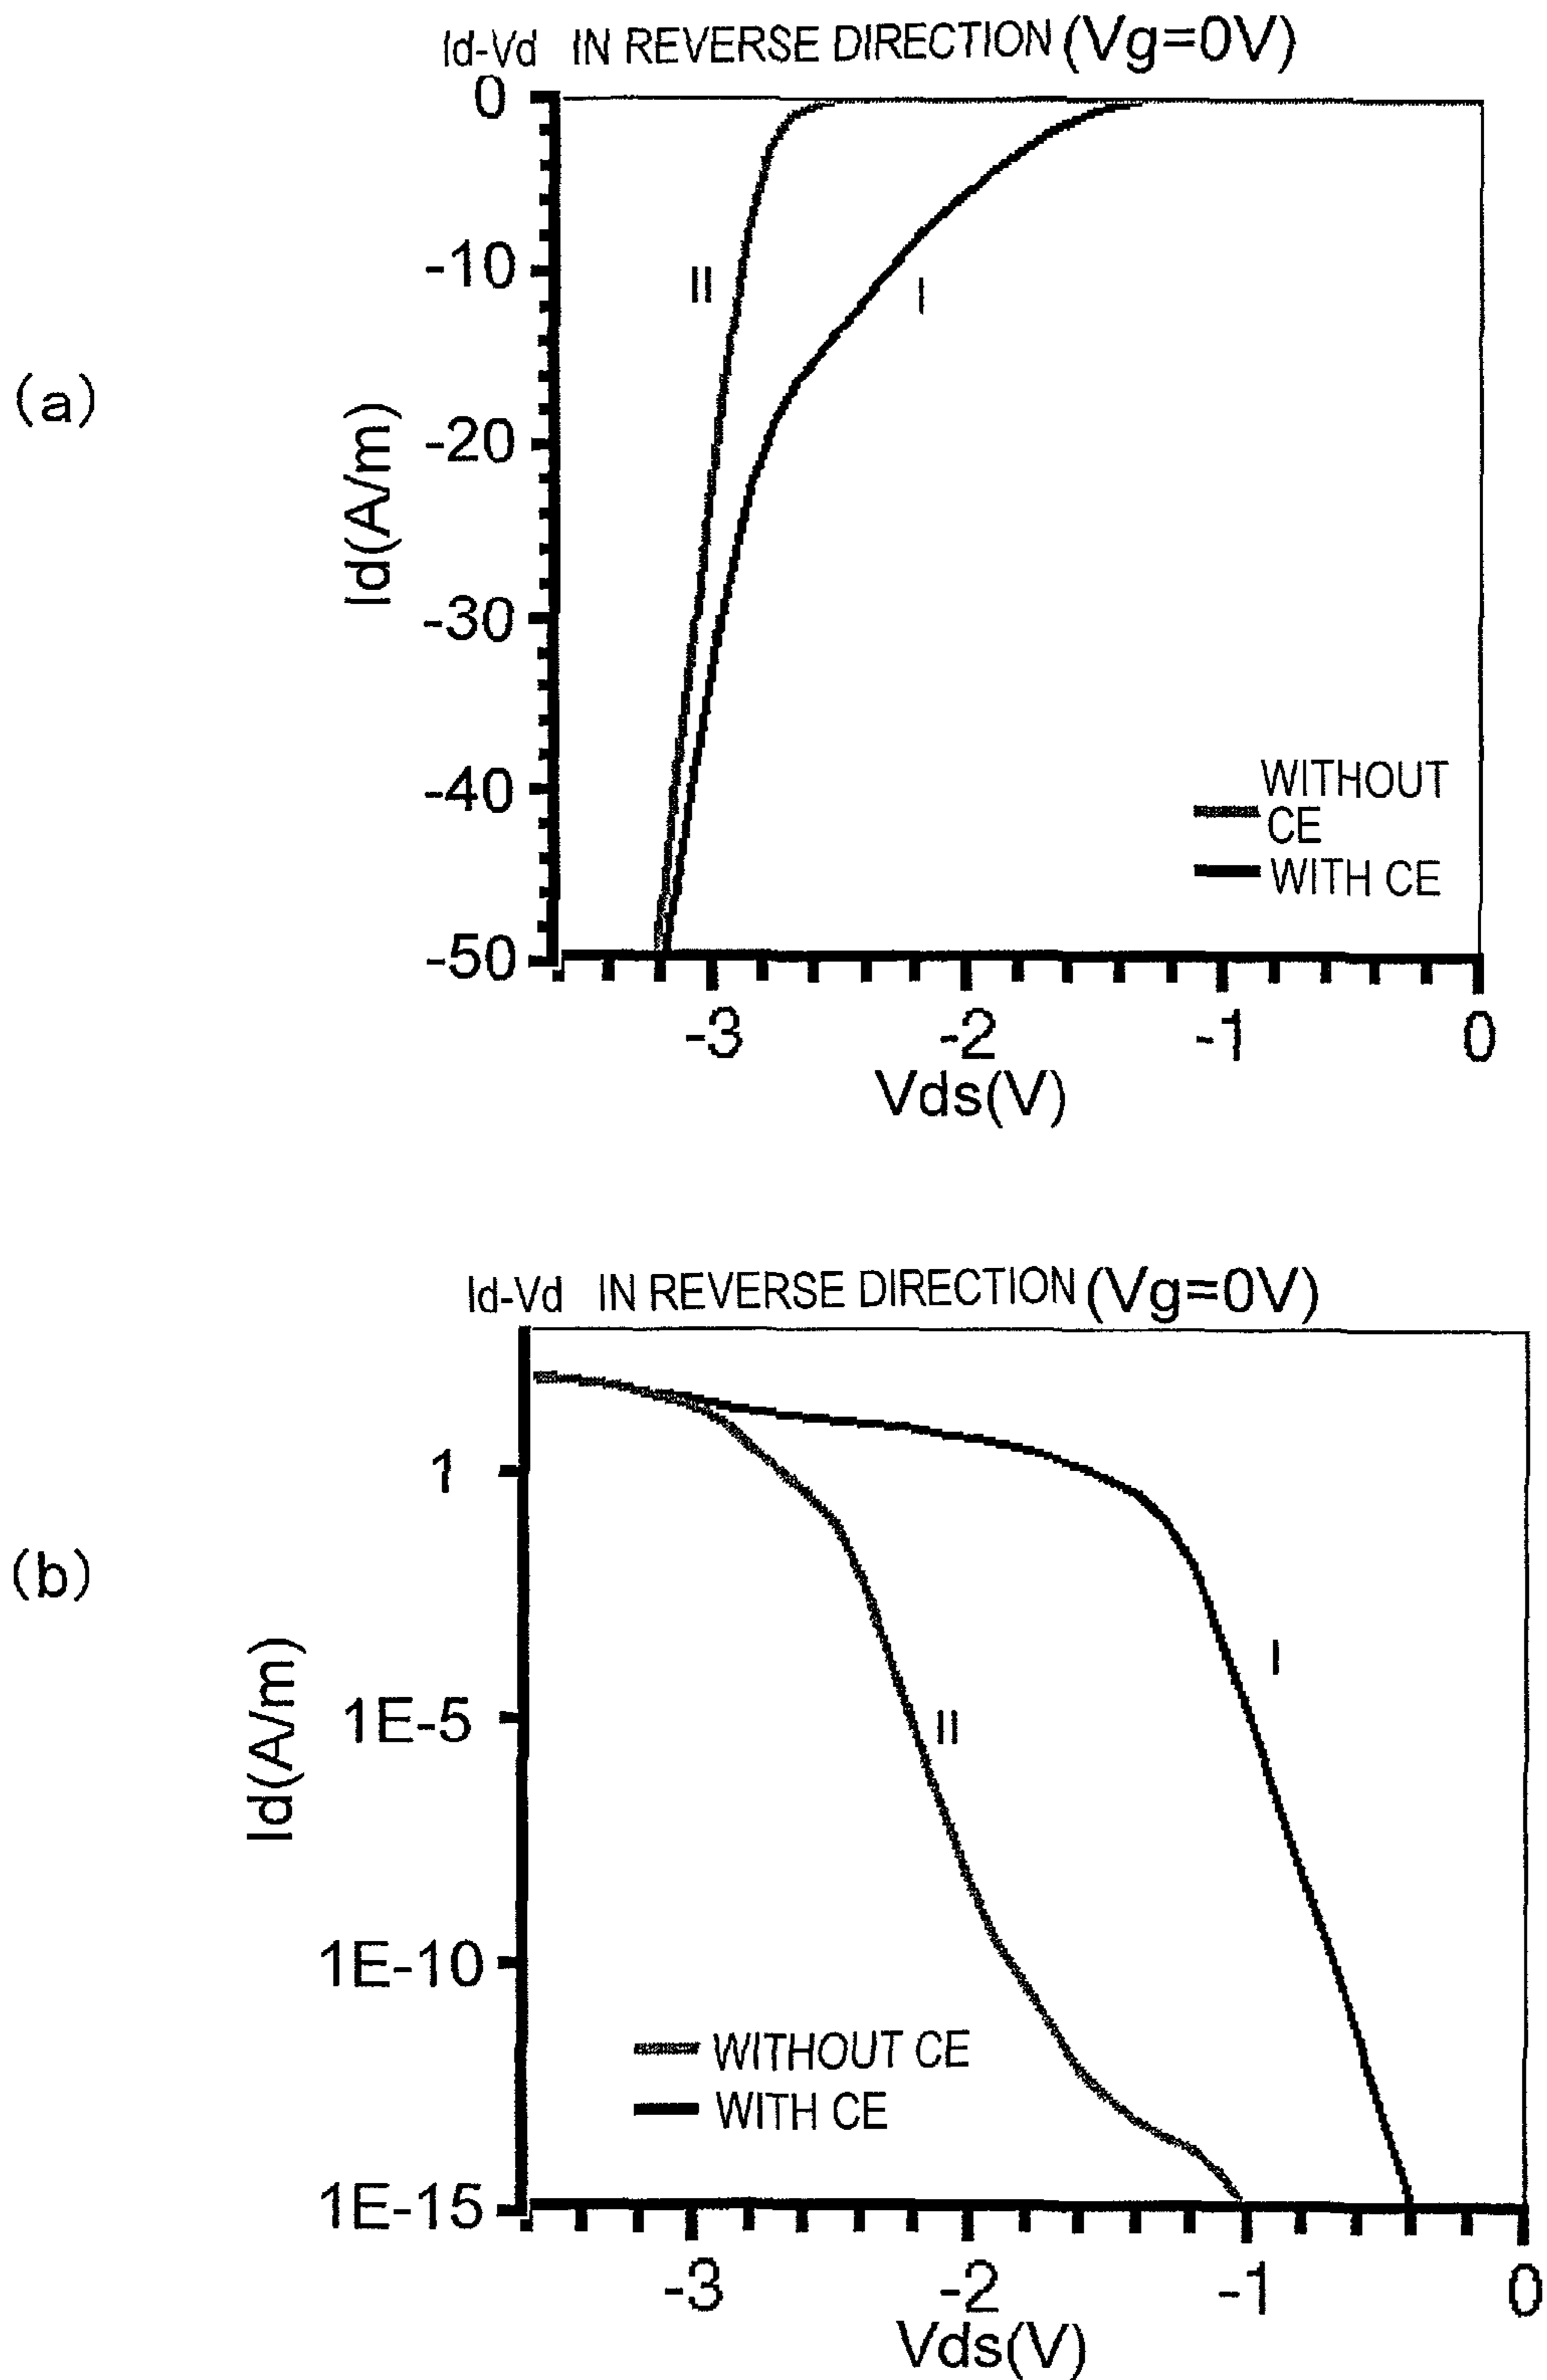 Id-Vd IN REVERSE DIRECTION (Vg=0V)
0
-10
-20
-30
-40
-50
(a)
Id(A/m)
II
I
WITHOUT
CE
WITH CE
-3 -2 -1 0
Vds(V)
Id-Vd IN REVERSE DIRECTION (Vg=0V)
1
1E-5
1E-10
1E-15
(b)
Id(A/m)
I
II
WITHOUT CE
WITH CE
-3 -2 -1 0
Vds(V)